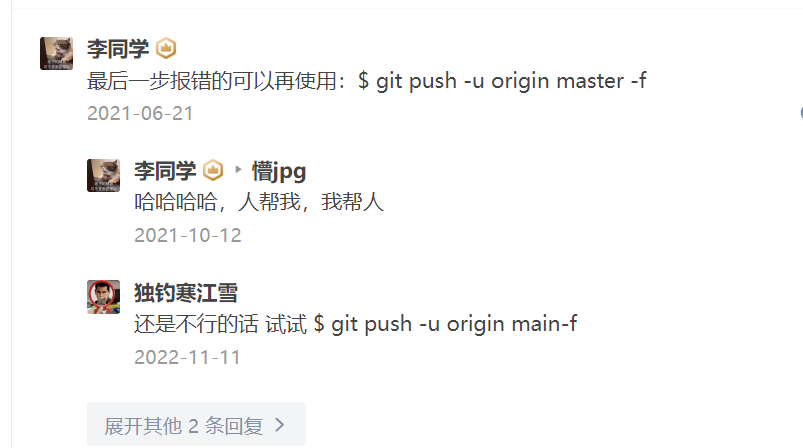 李同学
最后一步报错的可以再使用：$ git push -u origin master -f
2021-06-21
李同学 懵jpg
哈哈哈哈，人帮我，我帮人
2021-10-12
独钓寒江雪
还是不行的话 试试 $ git push -u origin main-f
2022-11-11
展开其他 2 条回复